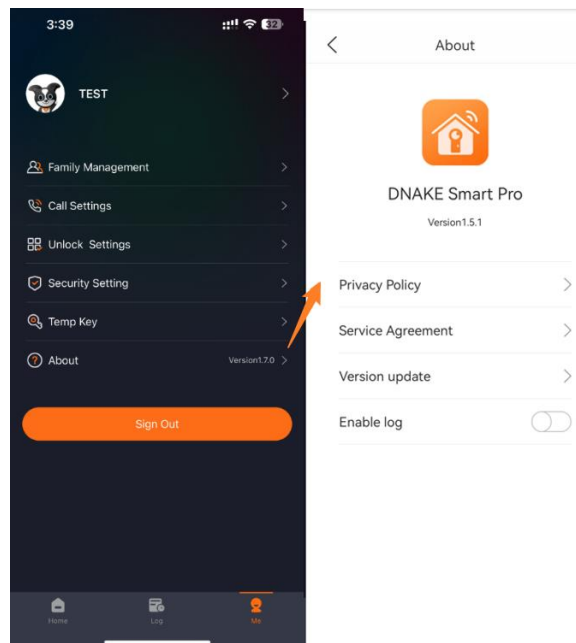 3:39
32
TEST
Family Management
Call Settings
Unlock Settings
Security Setting
Temp Key
About
Version1.7.0
Sign Out
Home
Log
Me
About
DNAKE Smart Pro
Version1.5.1
Privacy Policy
Service Agreement
Version update
Enable log